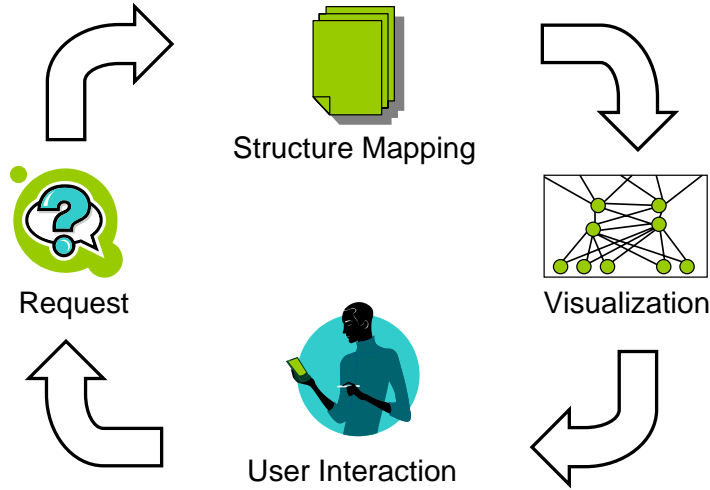 Structure Mapping
Request
Visualization
User Interaction